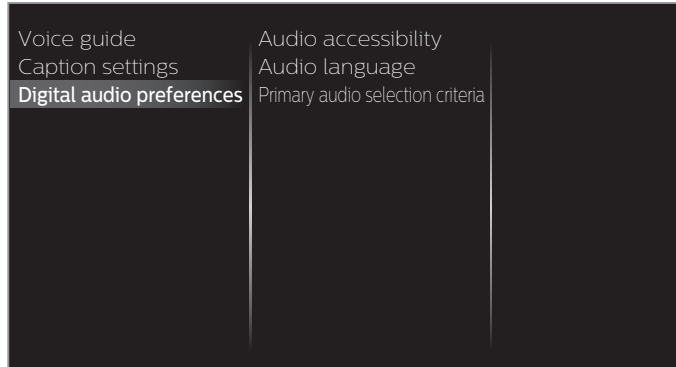 Voice guide
Caption settings
Digital audio preferences
Audio accessibility
Audio language
Primary audio selection criteria